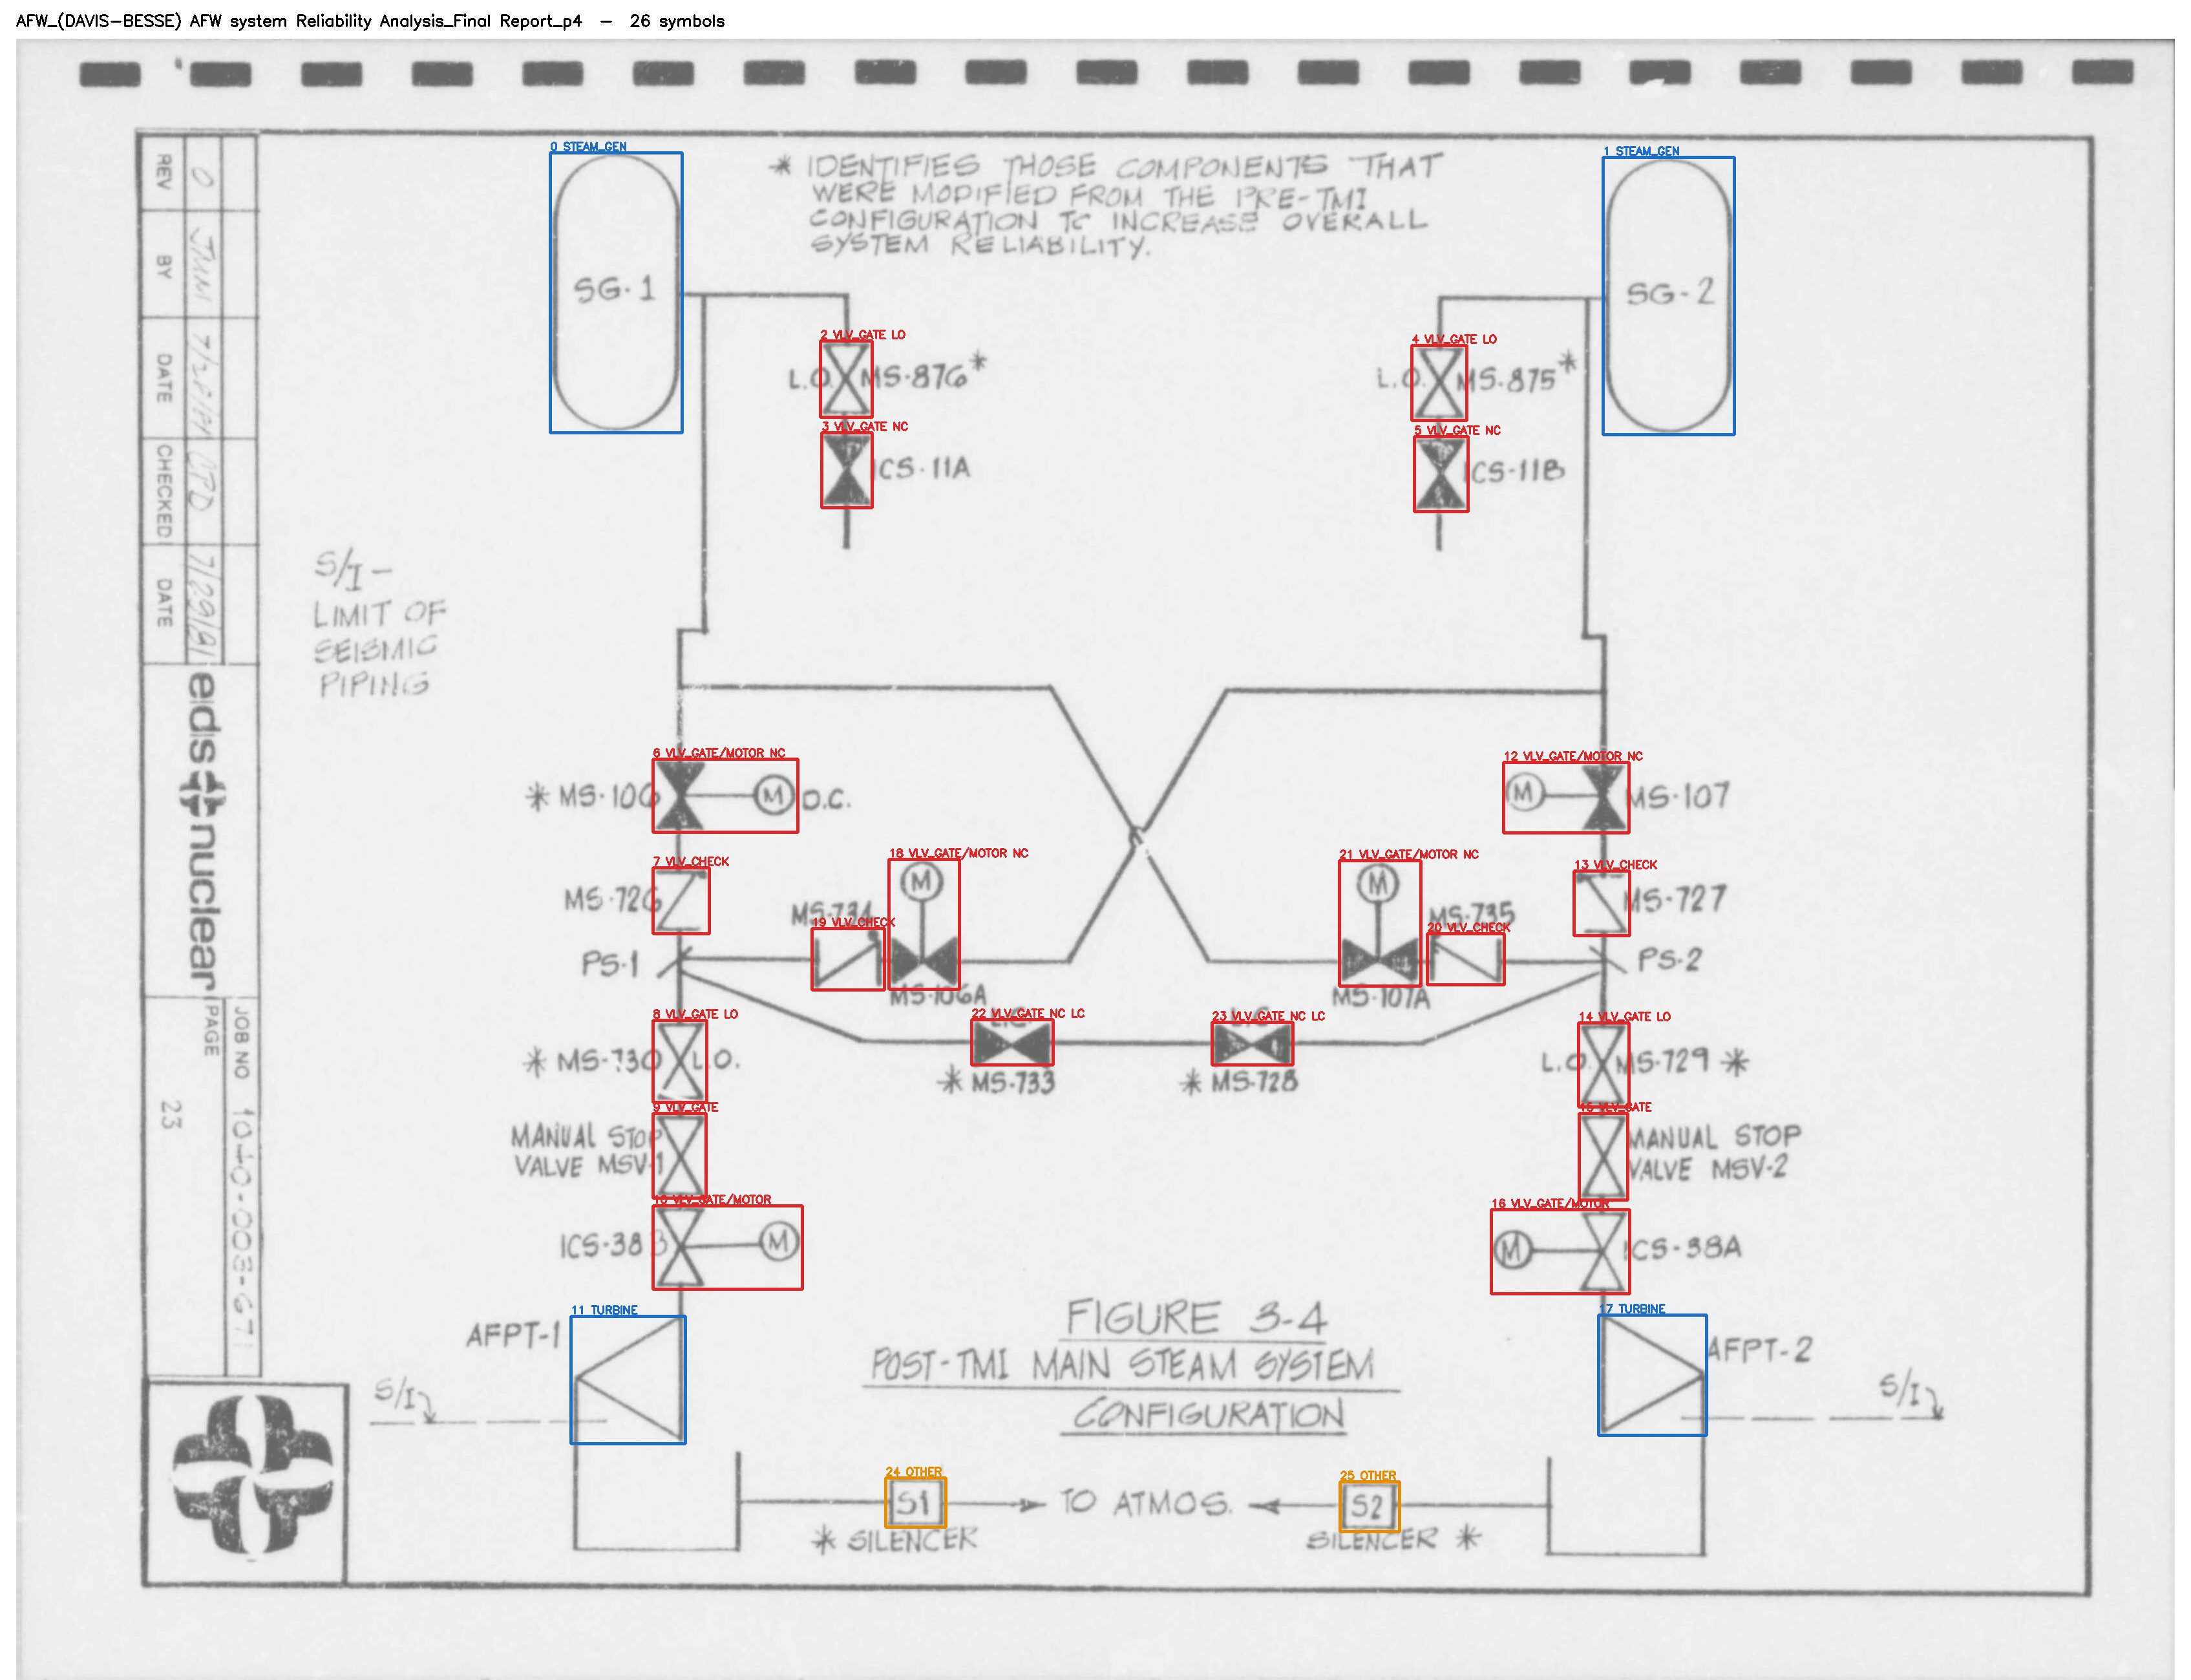 AFW_(DAVIS-BESSE) AFW system Reliability Analysis_Final Report_p4 - 26 symbols
0 STEAM_GEN
1 STEAM_GEN
* IDENTIFIES THOSE COMPONENTS THAT
WERE MODIFIED FROM THE PRE-TMI
CONFIGURATION TO INCREASE OVERALL
SYSTEM RELIABILITY.
SG-1
SG-2
2 VLV_GATE LO
4 VLV_GATE LO
L.O. MS-876*
L.O. MS-875*
3 VLV_GATE NC
5 VLV_GATE NC
ICS-11A
ICS-11B
S/I -
LIMIT OF
SEISMIC
PIPING
6 VLV_GATE/MOTOR NC
12 VLV_GATE/MOTOR NC
* MS-106
M
D.C.
M
MS-107
7 VLV_CHECK
18 VLV_GATE/MOTOR NC
21 VLV_GATE/MOTOR NC
13 VLV_CHECK
MS-726
M
M
MS-727
MS-734
MS-735
19 VLV_CHECK
20 VLV_CHECK
PS-1
PS-2
MS-106A
MS-107A
8 VLV_GATE LO
22 VLV_GATE NC LC
23 VLV_GATE NC LC
14 VLV_GATE LO
L.C.
L.C.
* MS-730
L.O.
* MS-733
* MS-728
L.O.
MS-729 *
9 VLV_GATE
15 VLV_GATE
MANUAL STOP
VALVE MSV-1
MANUAL STOP
VALVE MSV-2
10 VLV_GATE/MOTOR
16 VLV_GATE/MOTOR
ICS-38B
M
M
ICS-38A
11 TURBINE
17 TURBINE
AFPT-1
AFPT-2
FIGURE 3-4
POST-TMI MAIN STEAM SYSTEM
CONFIGURATION
S/I
S/I
24 OTHER
25 OTHER
S1
TO ATMOS.
S2
* SILENCER
SILENCER *
REV
0
BY
DATE
CHECKED
DATE
7/29/81
eds nuclear
PAGE
23
JOB NO